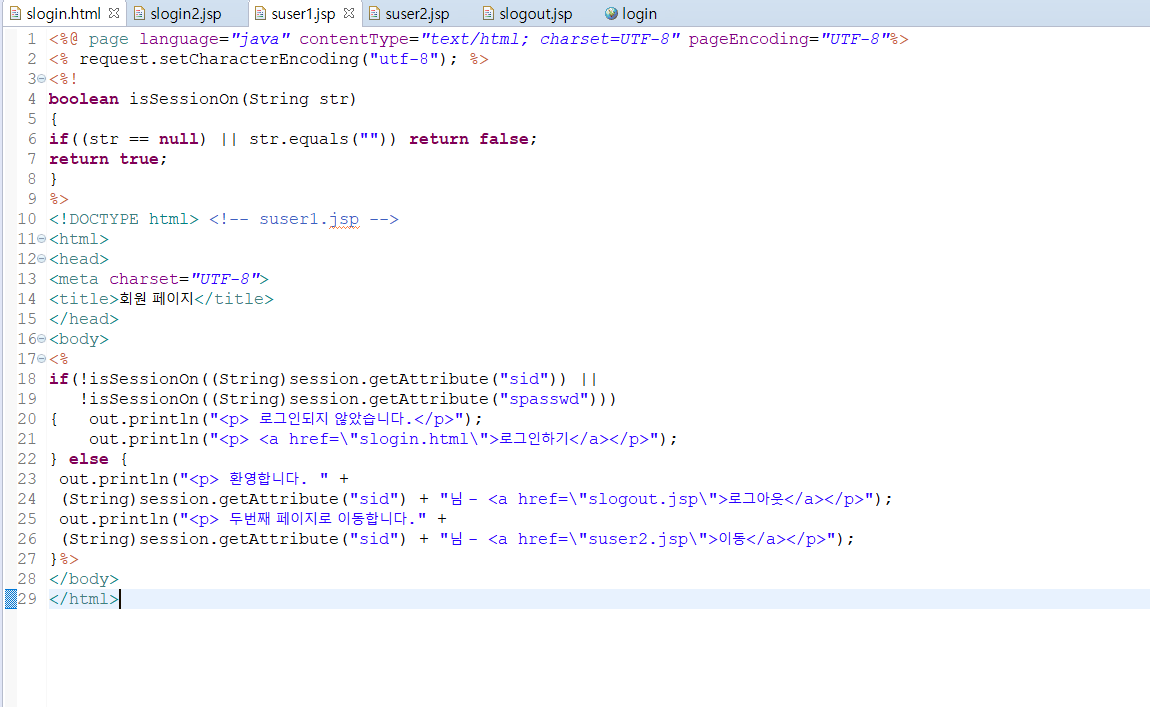 slogin.html slogin2.jsp suser1.jsp suser2.jsp slogout.jsp login
1 <%@ page language="java" contentType="text/html; charset=UTF-8" pageEncoding="UTF-8"%>
2 <% request.setCharacterEncoding("utf-8"); %>
3 <%!
4 boolean isSessionOn(String str)
5 {
6 if((str == null) || str.equals("")) return false;
7 return true;
8 }
9 %>
10 <!DOCTYPE html> <!-- suser1.jsp -->
11 <html>
12 <head>
13 <meta charset="UTF-8">
14 <title>회원 페이지</title>
15 </head>
16 <body>
17 <%
18 if(!isSessionOn((String)session.getAttribute("sid")) ||
19    !isSessionOn((String)session.getAttribute("spasswd")))
20 {   out.println("<p> 로그인되지 않았습니다.</p>");
21     out.println("<p> <a href=\"slogin.html\">로그인하기</a></p>");
22 } else {
23  out.println("<p> 환영합니다. " +
24  (String)session.getAttribute("sid") + "님 - <a href=\"slogout.jsp\">로그아웃</a></p>");
25  out.println("<p> 두번째 페이지로 이동합니다." +
26  (String)session.getAttribute("sid") + "님 - <a href=\"suser2.jsp\">이동</a></p>");
27 }%>
28 </body>
29 </html>